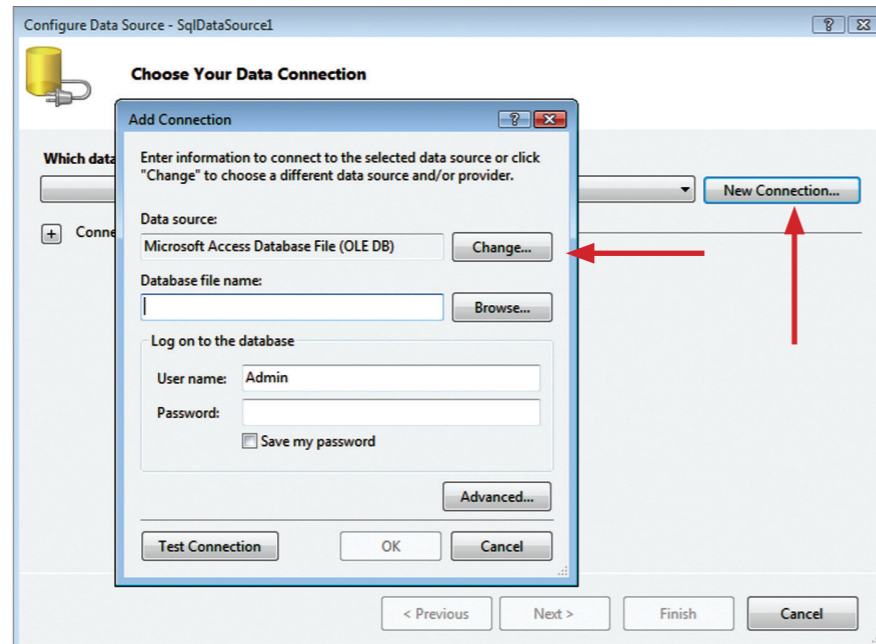 Configure Data Source - SqlDataSource1
Choose Your Data Connection
Add Connection
Enter information to connect to the selected data source or click
"Change" to choose a different data source and/or provider.
Which data
New Connection...
Data source:
Conne
Microsoft Access Database File (OLE DB)
Change...
Database file name:
Browse...
Log on to the database
User name: Admin
Password:
Save my password
Advanced...
Test Connection OK Cancel
< Previous Next > Finish Cancel